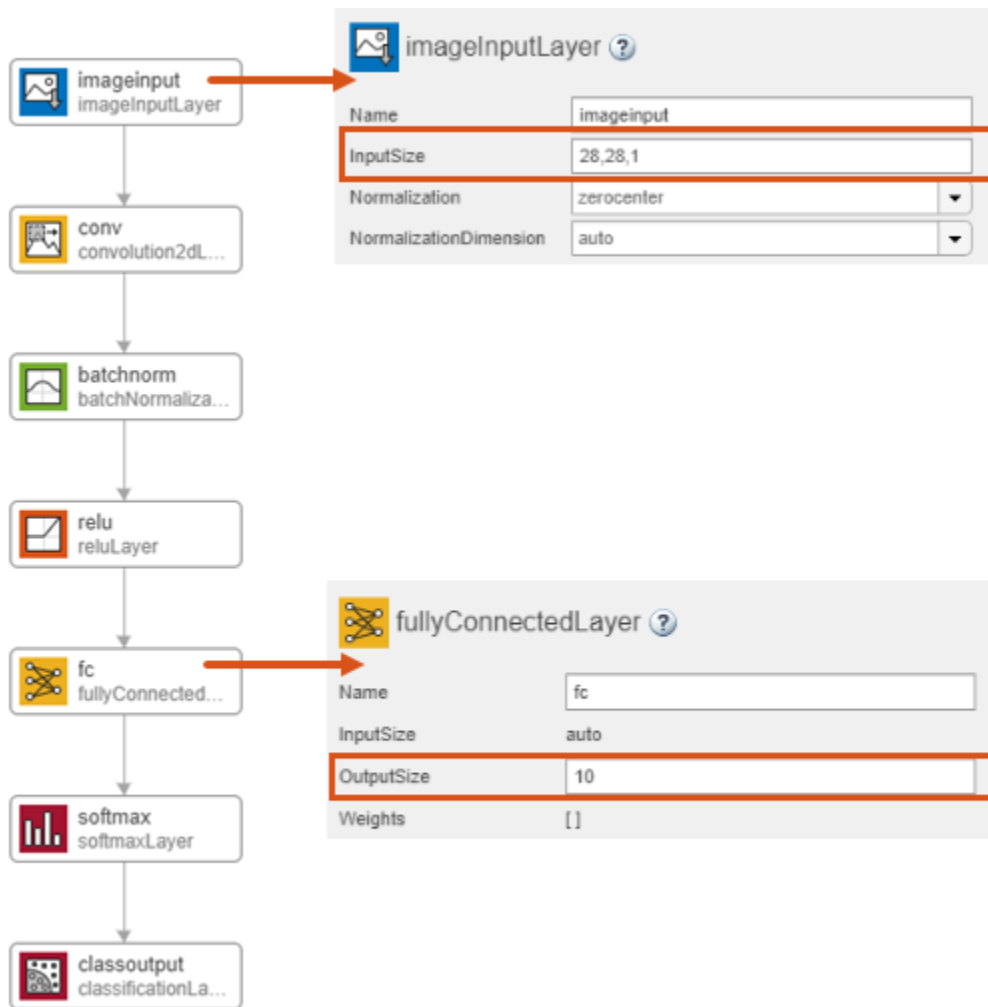 imageinput
imageInputLayer
conv
convolution2dL...
batchnorm
batchNormaliza...
relu
reluLayer
fc
fullyConnected...
softmax
softmaxLayer
classoutput
classificationLa...
imageInputLayer ?
Name imageinput
InputSize 28,28,1
Normalization zerocenter
NormalizationDimension auto
fullyConnectedLayer ?
Name fc
InputSize auto
OutputSize 10
Weights [ ]